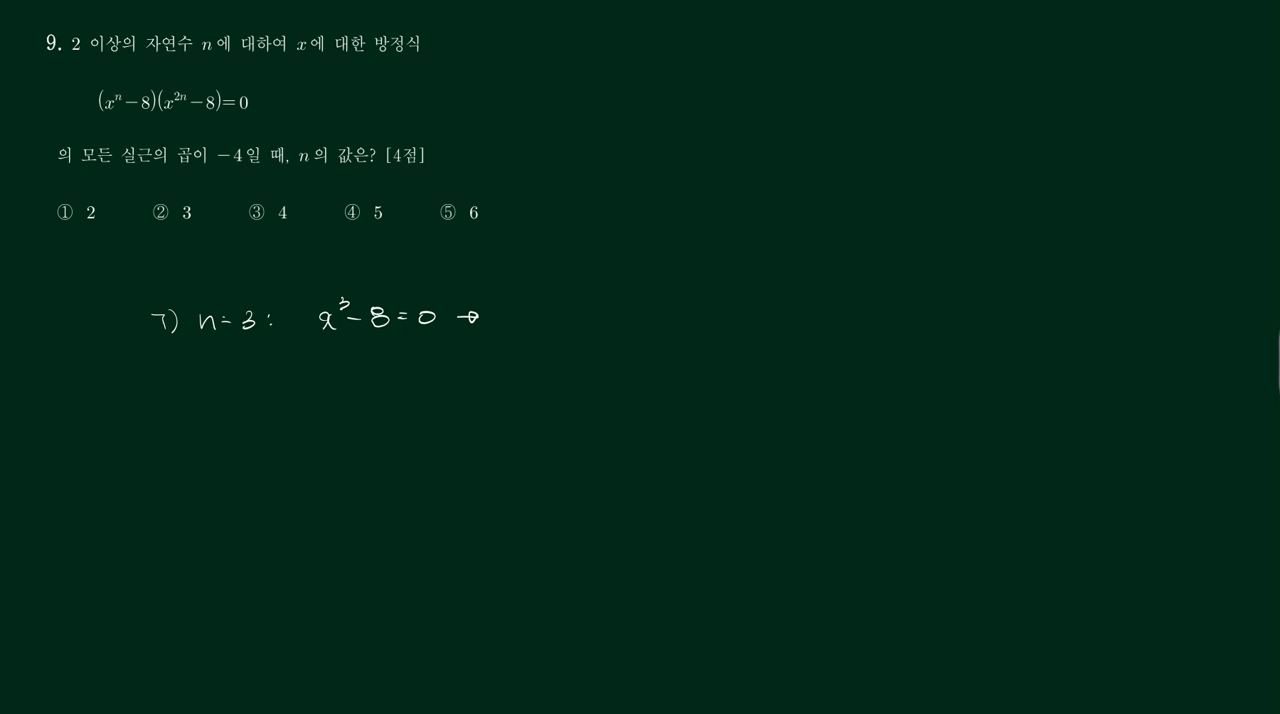 9. 2 이상의 자연수 n에 대하여 x에 대한 방정식
(xⁿ−8)(x²ⁿ−8)=0
의 모든 실근의 곱이 −4일 때, n의 값은? [4점]
① 2 ② 3 ③ 4 ④ 5 ⑤ 6
ㄱ) n=3: x³−8=0 →